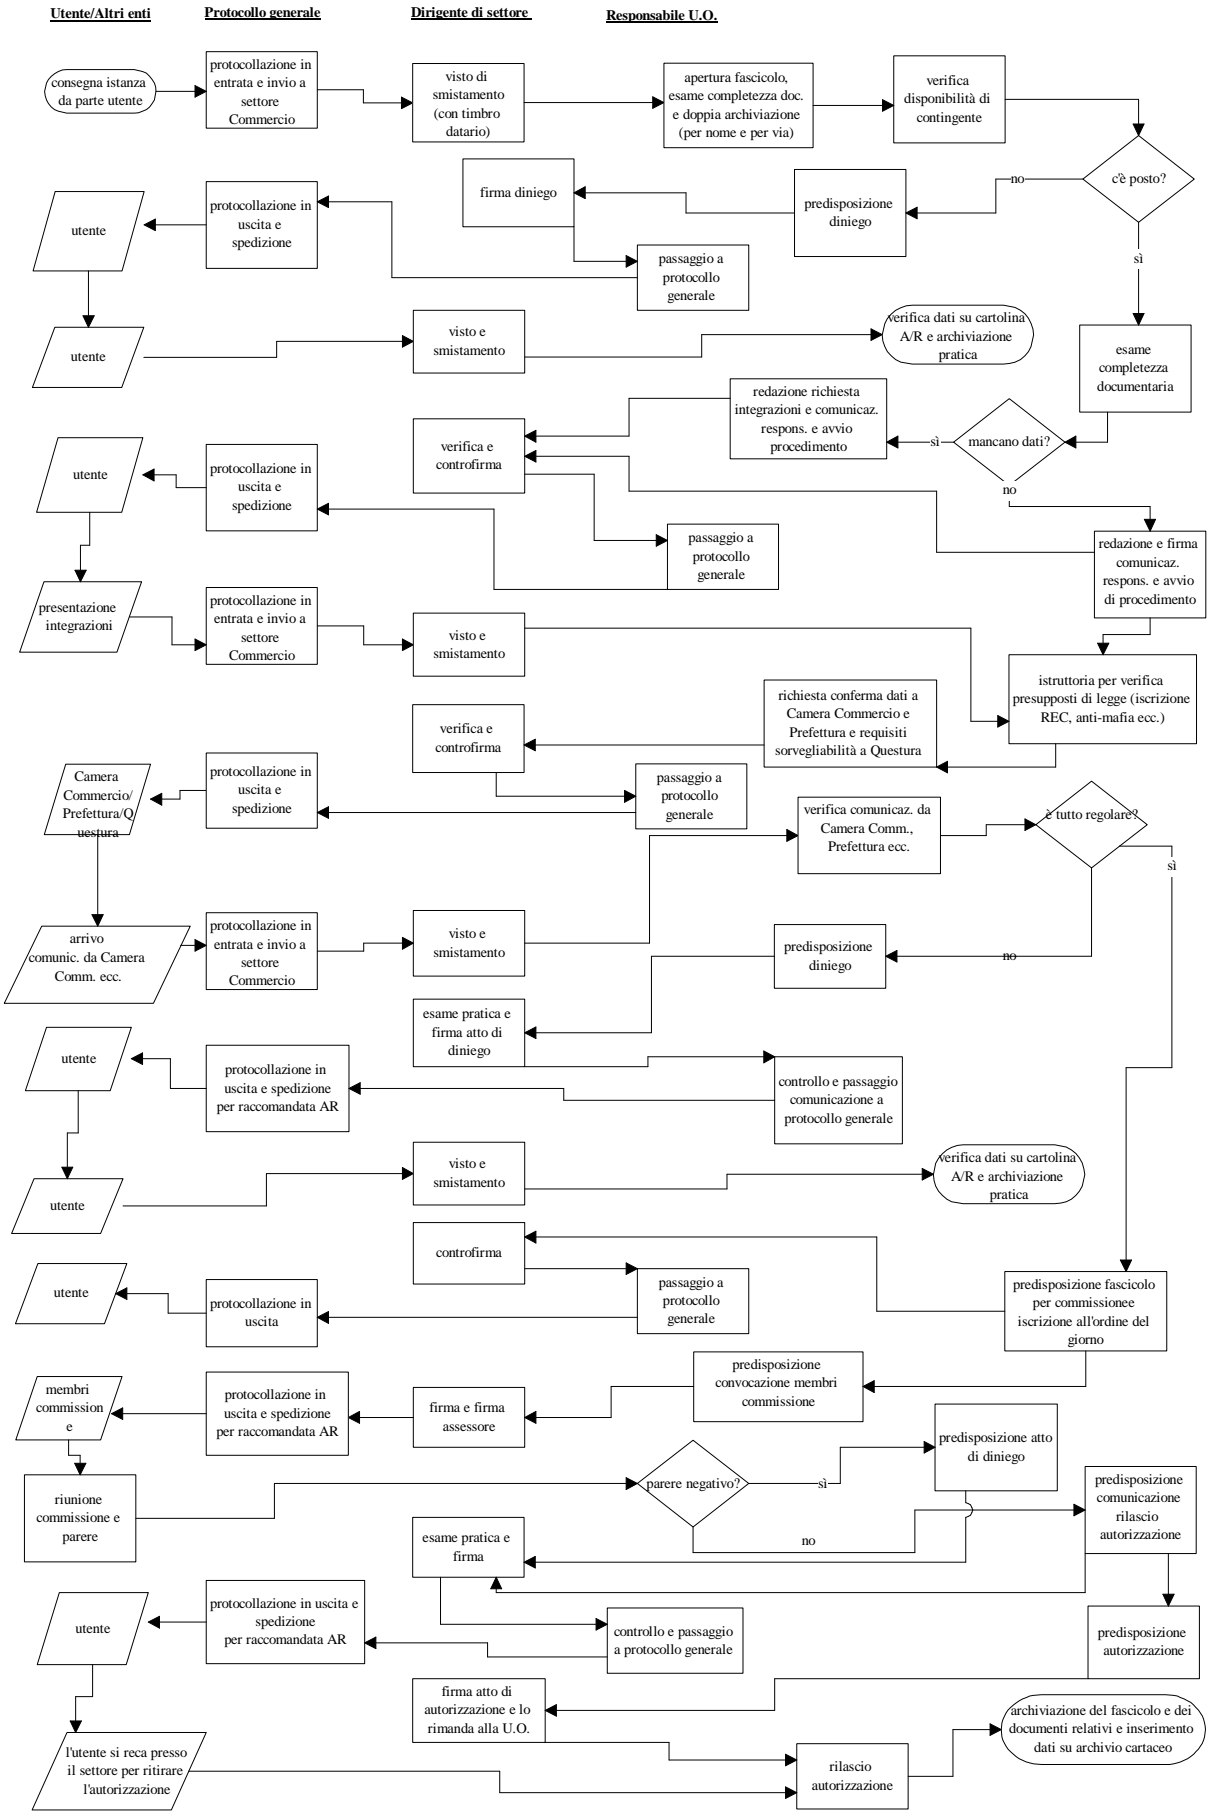 Utente/Altri enti
Protocollo generale
Dirigente di settore
Responsabile U.O.
consegna istanza
da parte utente
protocollazione in
entrata e invio a
settore
Commercio
visto di
smistamento
(con timbro
datario)
apertura fascicolo,
esame completezza doc.
e doppia archiviazione
(per nome e per via)
verifica
disponibilità di
contingente
c'è posto?
no
sì
predisposizione
diniego
firma diniego
passaggio a
protocollo
generale
protocollazione in
uscita e
spedizione
utente
utente
visto e
smistamento
verifica dati su cartolina
A/R e archiviazione
pratica
esame
completezza
documentaria
mancano dati?
sì
no
redazione richiesta
integrazioni e comunicaz.
respons. e avvio
procedimento
verifica e
controfirma
protocollazione in
uscita e
spedizione
utente
passaggio a
protocollo
generale
redazione e firma
comunicaz.
respons. e avvio
di procedimento
presentazione
integrazioni
protocollazione in
entrata e invio a
settore
Commercio
visto e
smistamento
istruttoria per verifica
presupposti di legge (iscrizione
REC, anti-mafia ecc.)
richiesta conferma dati a
Camera Commercio e
Prefettura e requisiti
sorvegliabilità a Questura
verifica e
controfirma
passaggio a
protocollo
generale
protocollazione in
uscita e
spedizione
Camera
Commercio/
Prefettura/Q
uestura
verifica comunicaz. da
Camera Comm.,
Prefettura ecc.
è tutto regolare?
sì
no
arrivo
comunic. da Camera
Comm. ecc.
protocollazione in
entrata e invio a
settore
Commercio
visto e
smistamento
predisposizione
diniego
esame pratica e
firma atto di
diniego
controllo e passaggio
comunicazione a
protocollo generale
protocollazione in
uscita e spedizione
per raccomandata AR
utente
utente
visto e
smistamento
verifica dati su cartolina
A/R e archiviazione
pratica
controfirma
passaggio a
protocollo
generale
protocollazione in
uscita
utente
predisposizione fascicolo
per commissionee
iscrizione all'ordine del
giorno
predisposizione
convocazione membri
commissione
firma e firma
assessore
protocollazione in
uscita e spedizione
per raccomandata AR
membri
commission
e
riunione
commissione e
parere
parere negativo?
sì
no
predisposizione atto
di diniego
predisposizione
comunicazione
rilascio
autorizzazione
esame pratica e
firma
controllo e passaggio
a protocollo generale
protocollazione in uscita e
spedizione
per raccomandata AR
utente
predisposizione
autorizzazione
firma atto di
autorizzazione e lo
rimanda alla U.O.
l'utente si reca presso
il settore per ritirare
l'autorizzazione
rilascio
autorizzazione
archiviazione del fascicolo e dei
documenti relativi e inserimento
dati su archivio cartaceo